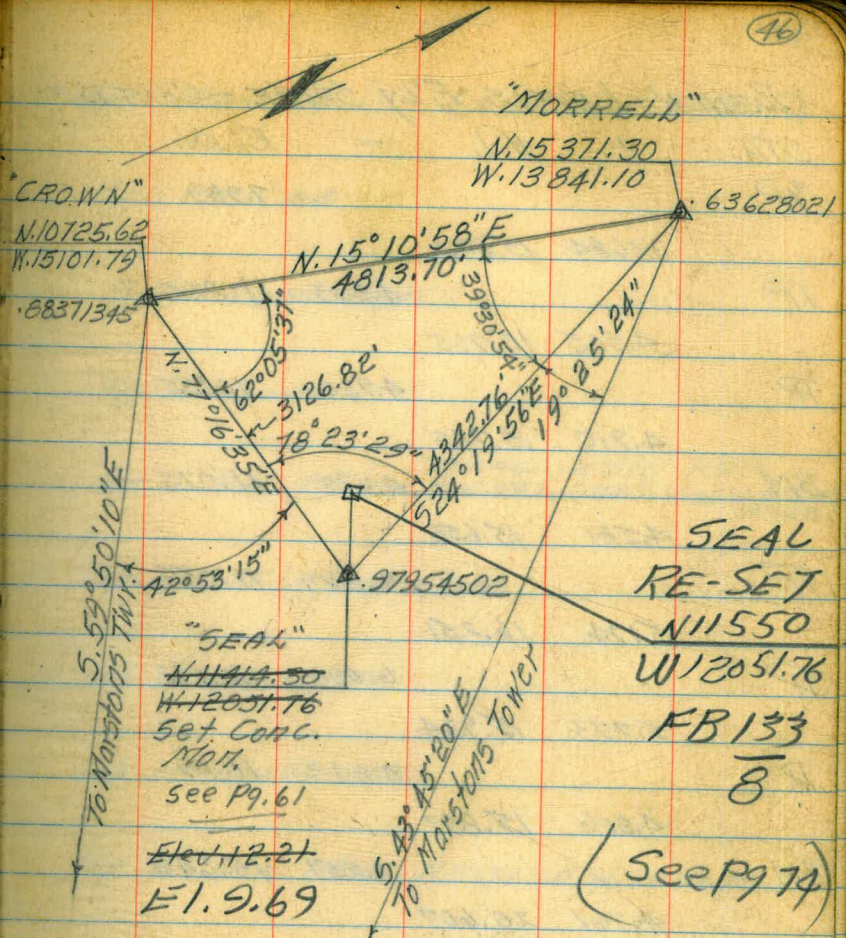 46
"MORRELL"
N.15371.30
W.13841.10
.63628021
"CROWN"
N.10725.62
W.15101.79
.88371345
N.15°10'58"E
4813.70'
62°05'37"
39°30'54"
19°25'24"
N.77°16'35"E
3126.82'
78°23'29"
4342.76'
S24°19'56"E
42°53'15"
.97954502
S.59°50'10"E
To Marstons Twr.
"SEAL"
N.11414.30
W.12051.76
Set Conc.
Mon.
See Pg.61
Elev.12.21
El.9.69
S.43°45'20"E
To Marstons Tower
SEAL
RE-SET
N11550
W12051.76
FB 133
8
(See Pg 74)